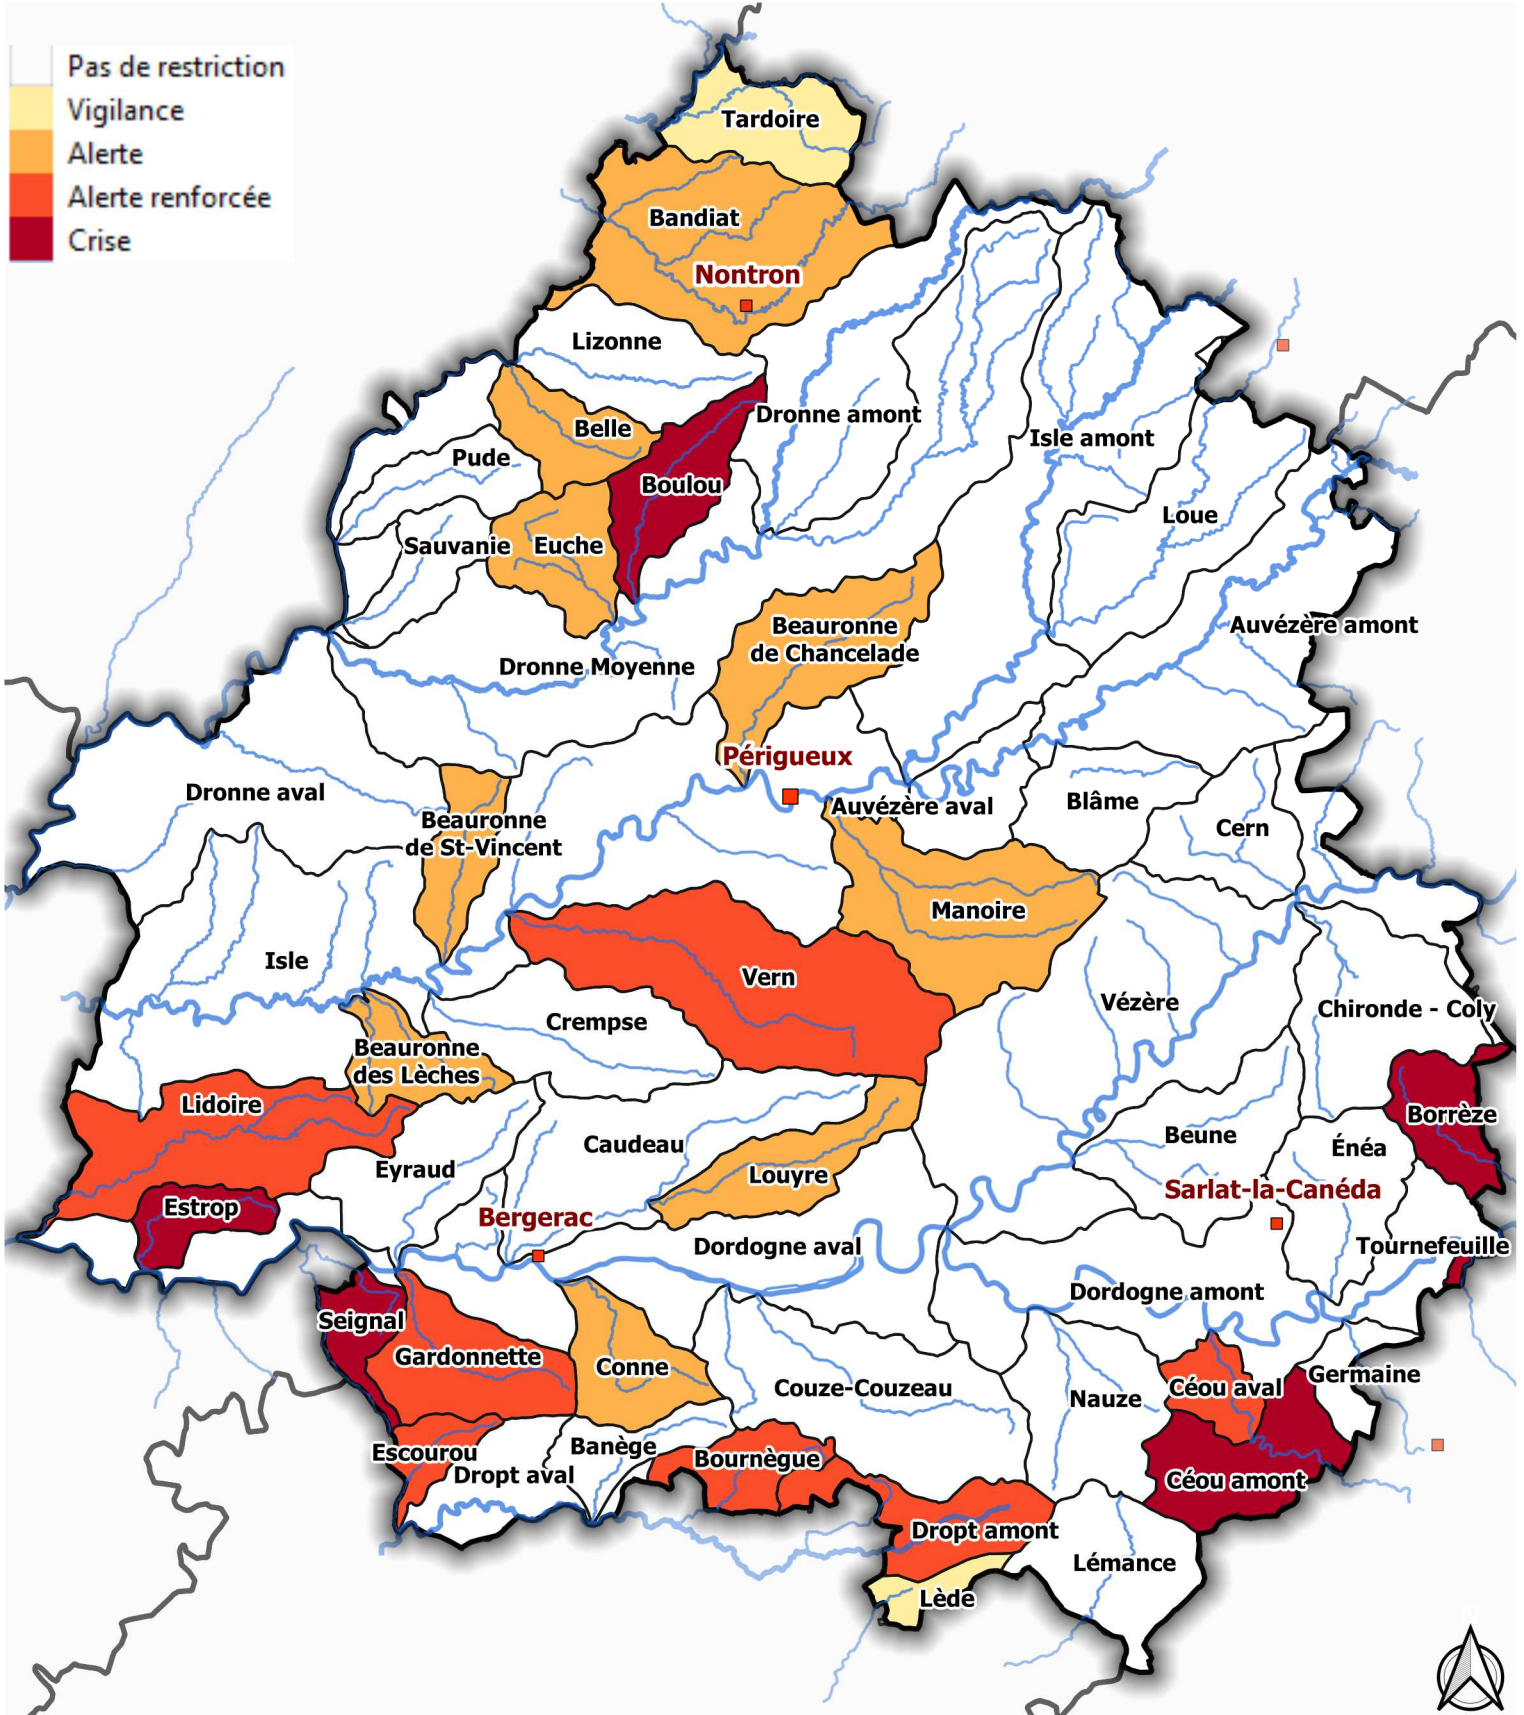 Pas de restriction
Vigilance
Alerte
Alerte renforcée
Crise
Tardoire
Bandiat
Nontron
Lizonne
Dronne amont
Belle
Isle amont
Pude
Boulou
Loue
Sauvanie
Euche
Beauronne
de Chancelade
Auvézère amont
Dronne Moyenne
Périgueux
Dronne aval
Auvézère aval
Blâme
Beauronne
de St-Vincent
Cern
Manoire
Isle
Vern
Vézère
Chironde - Coly
Crempse
Beauronne
des Lèches
Lidoire
Borrèze
Beune
Caudeau
Énéa
Eyraud
Louyre
Sarlat-la-Canéda
Estrop
Bergerac
Dordogne aval
Tournefeuille
Dordogne amont
Seignal
Gardonnette
Conne
Germaine
Couze-Couzeau
Céou aval
Nauze
Escourou
Banège
Bournègue
Dropt aval
Céou amont
Dropt amont
Lémance
Lède
N